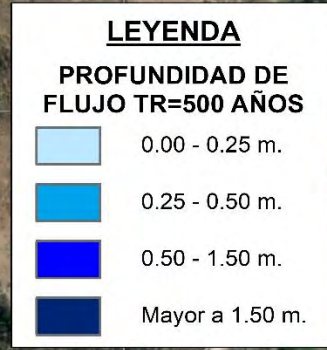 LEYENDA
PROFUNDIDAD DE
FLUJO TR=500 AÑOS
0.00 - 0.25 m.
0.25 - 0.50 m.
0.50 - 1.50 m.
Mayor a 1.50 m.